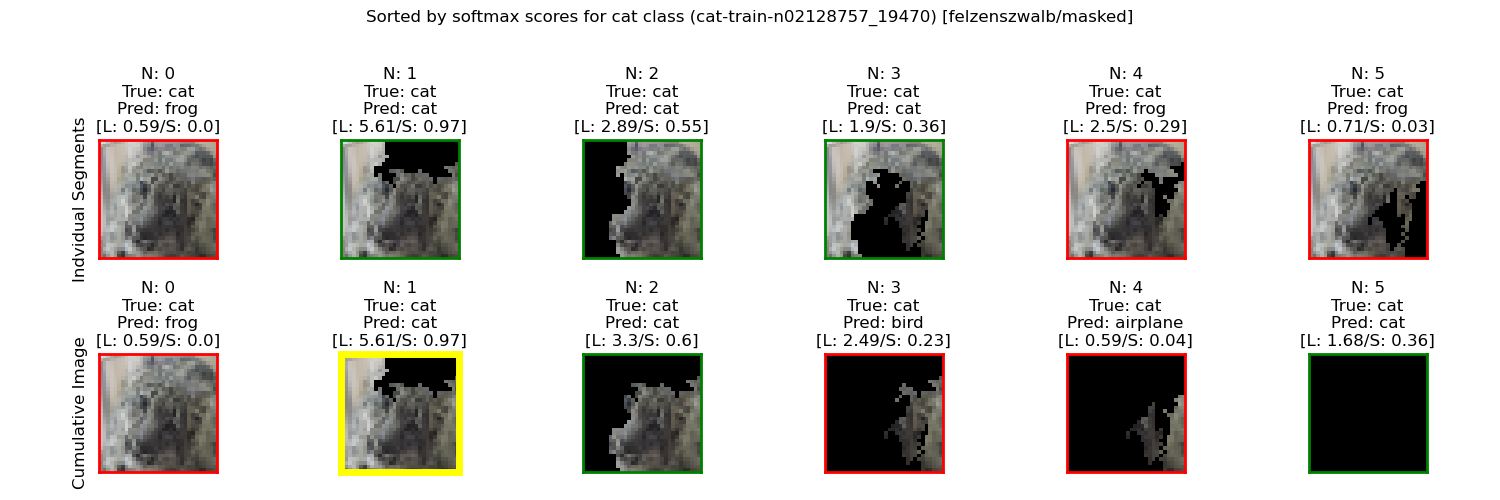 Sorted by softmax scores for cat class (cat-train-n02128757_19470) [felzenszwalb/masked]
Indvidual Segments
N: 0
True: cat
Pred: frog
[L: 0.59/S: 0.0]
N: 1
True: cat
Pred: cat
[L: 5.61/S: 0.97]
N: 2
True: cat
Pred: cat
[L: 2.89/S: 0.55]
N: 3
True: cat
Pred: cat
[L: 1.9/S: 0.36]
N: 4
True: cat
Pred: frog
[L: 2.5/S: 0.29]
N: 5
True: cat
Pred: frog
[L: 0.71/S: 0.03]
Cumulative Image
N: 0
True: cat
Pred: frog
[L: 0.59/S: 0.0]
N: 1
True: cat
Pred: cat
[L: 5.61/S: 0.97]
N: 2
True: cat
Pred: cat
[L: 3.3/S: 0.6]
N: 3
True: cat
Pred: bird
[L: 2.49/S: 0.23]
N: 4
True: cat
Pred: airplane
[L: 0.59/S: 0.04]
N: 5
True: cat
Pred: cat
[L: 1.68/S: 0.36]